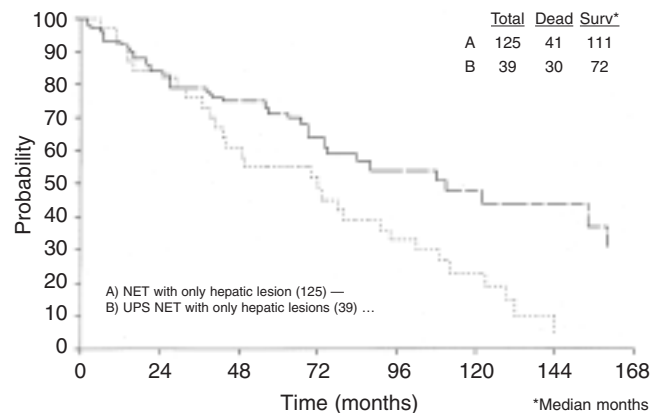 Total Dead Surv*
A 125 41 111
B 39 30 72
Probability
100
90
80
70
60
50
40
30
20
10
0
A) NET with only hepatic lesion (125) —
B) UPS NET with only hepatic lesions (39) ...
0 24 48 72 96 120 144 168
Time (months)
*Median months